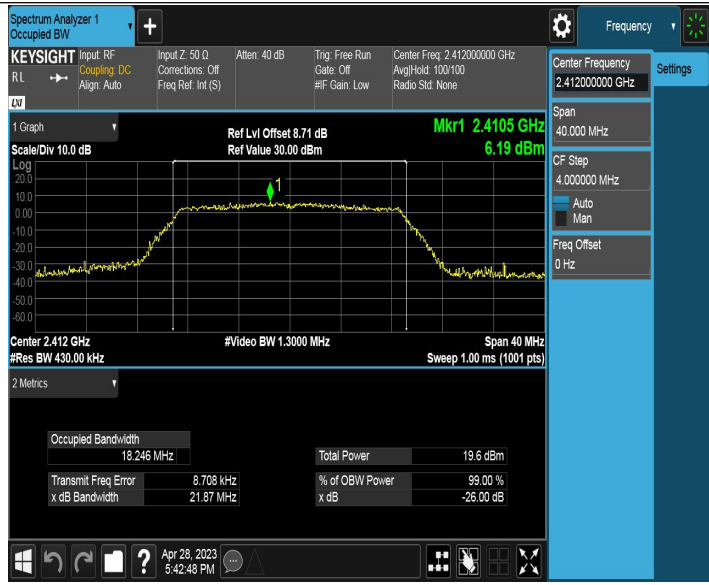 Spectrum Analyzer 1
Occupied BW
+
Frequency
KEYSIGHT
RL
LXI
Input: RF
Coupling: DC
Align: Auto
Input Z: 50 Ω
Corrections: Off
Freq Ref: Int (S)
Atten: 40 dB
Trig: Free Run
Gate: Off
#IF Gain: Low
Center Freq: 2.412000000 GHz
Avg|Hold: 100/100
Radio Std: None
Center Frequency
2.412000000 GHz
Settings
Span
40.000 MHz
CF Step
4.000000 MHz
Auto
Man
Freq Offset
0 Hz
1 Graph
Scale/Div 10.0 dB
Ref Lvl Offset 8.71 dB
Ref Value 30.00 dBm
Mkr1 2.4105 GHz
6.19 dBm
Log
20.0
10.0
0.00
-10.0
-20.0
-30.0
-40.0
-50.0
-60.0
1
Center 2.412 GHz
#Res BW 430.00 kHz
#Video BW 1.3000 MHz
Span 40 MHz
Sweep 1.00 ms (1001 pts)
2 Metrics
Occupied Bandwidth
18.246 MHz
Total Power 19.6 dBm
Transmit Freq Error 8.708 kHz
% of OBW Power 99.00 %
x dB Bandwidth 21.87 MHz
x dB -26.00 dB
?
Apr 28, 2023
5:42:48 PM